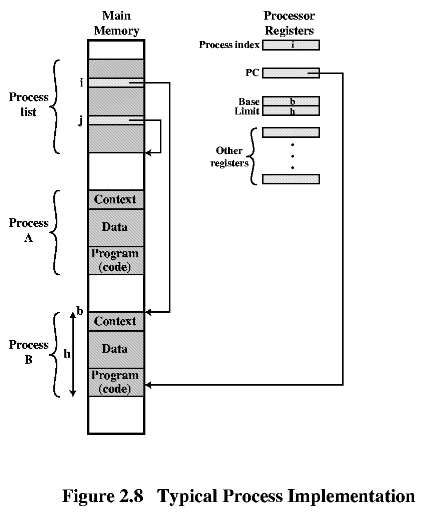 Main
Memory
Processor
Registers
Process index
i
PC
Base
b
Limit
h
Other
registers
Process
list
i
j
Process
A
Context
Data
Program
(code)
Process
B
b
h
Context
Data
Program
(code)
Figure 2.8 Typical Process Implementation